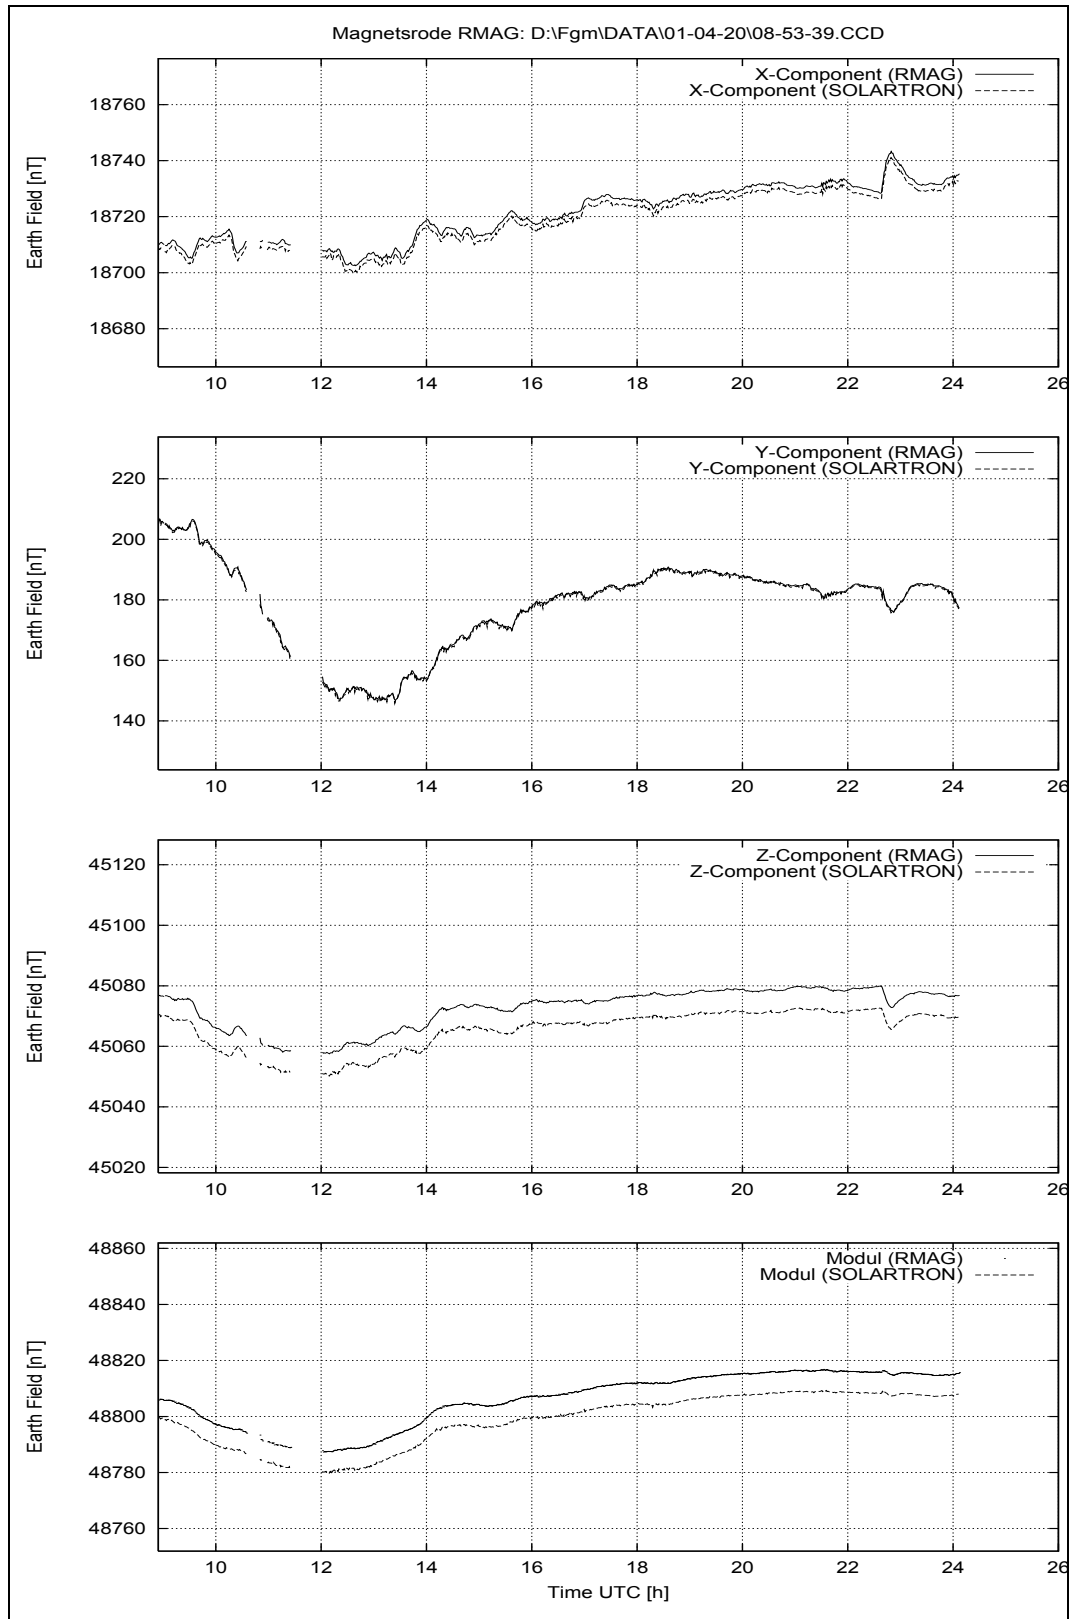 Magnetsrode RMAG: D:\Fgm\DATA\01-04-20\08-53-39.CCD
X-Component (RMAG)
X-Component (SOLARTRON)
18760
18740
18720
18700
18680
Earth Field [nT]
10 12 14 16 18 20 22 24 26
Y-Component (RMAG)
Y-Component (SOLARTRON)
220
200
180
160
140
Earth Field [nT]
10 12 14 16 18 20 22 24 26
Z-Component (RMAG)
Z-Component (SOLARTRON)
45120
45100
45080
45060
45040
45020
Earth Field [nT]
10 12 14 16 18 20 22 24 26
Modul (RMAG)
Modul (SOLARTRON)
48860
48840
48820
48800
48780
48760
Earth Field [nT]
10 12 14 16 18 20 22 24 26
Time UTC [h]